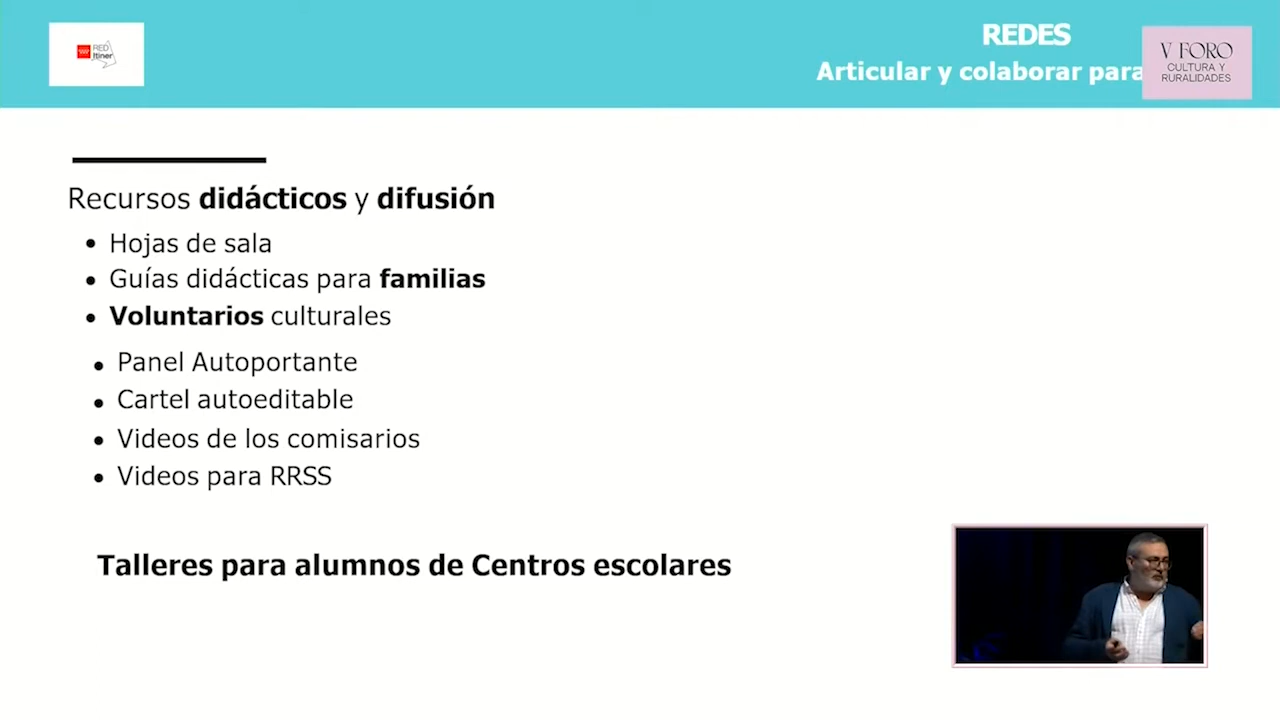 RED
Itiner
REDES
Articular y colaborar para
V FORO
CULTURA Y
RURALIDADES
Recursos didácticos y difusión
• Hojas de sala
• Guías didácticas para familias
• Voluntarios culturales
• Panel Autoportante
• Cartel autoeditable
• Videos de los comisarios
• Videos para RRSS
Talleres para alumnos de Centros escolares